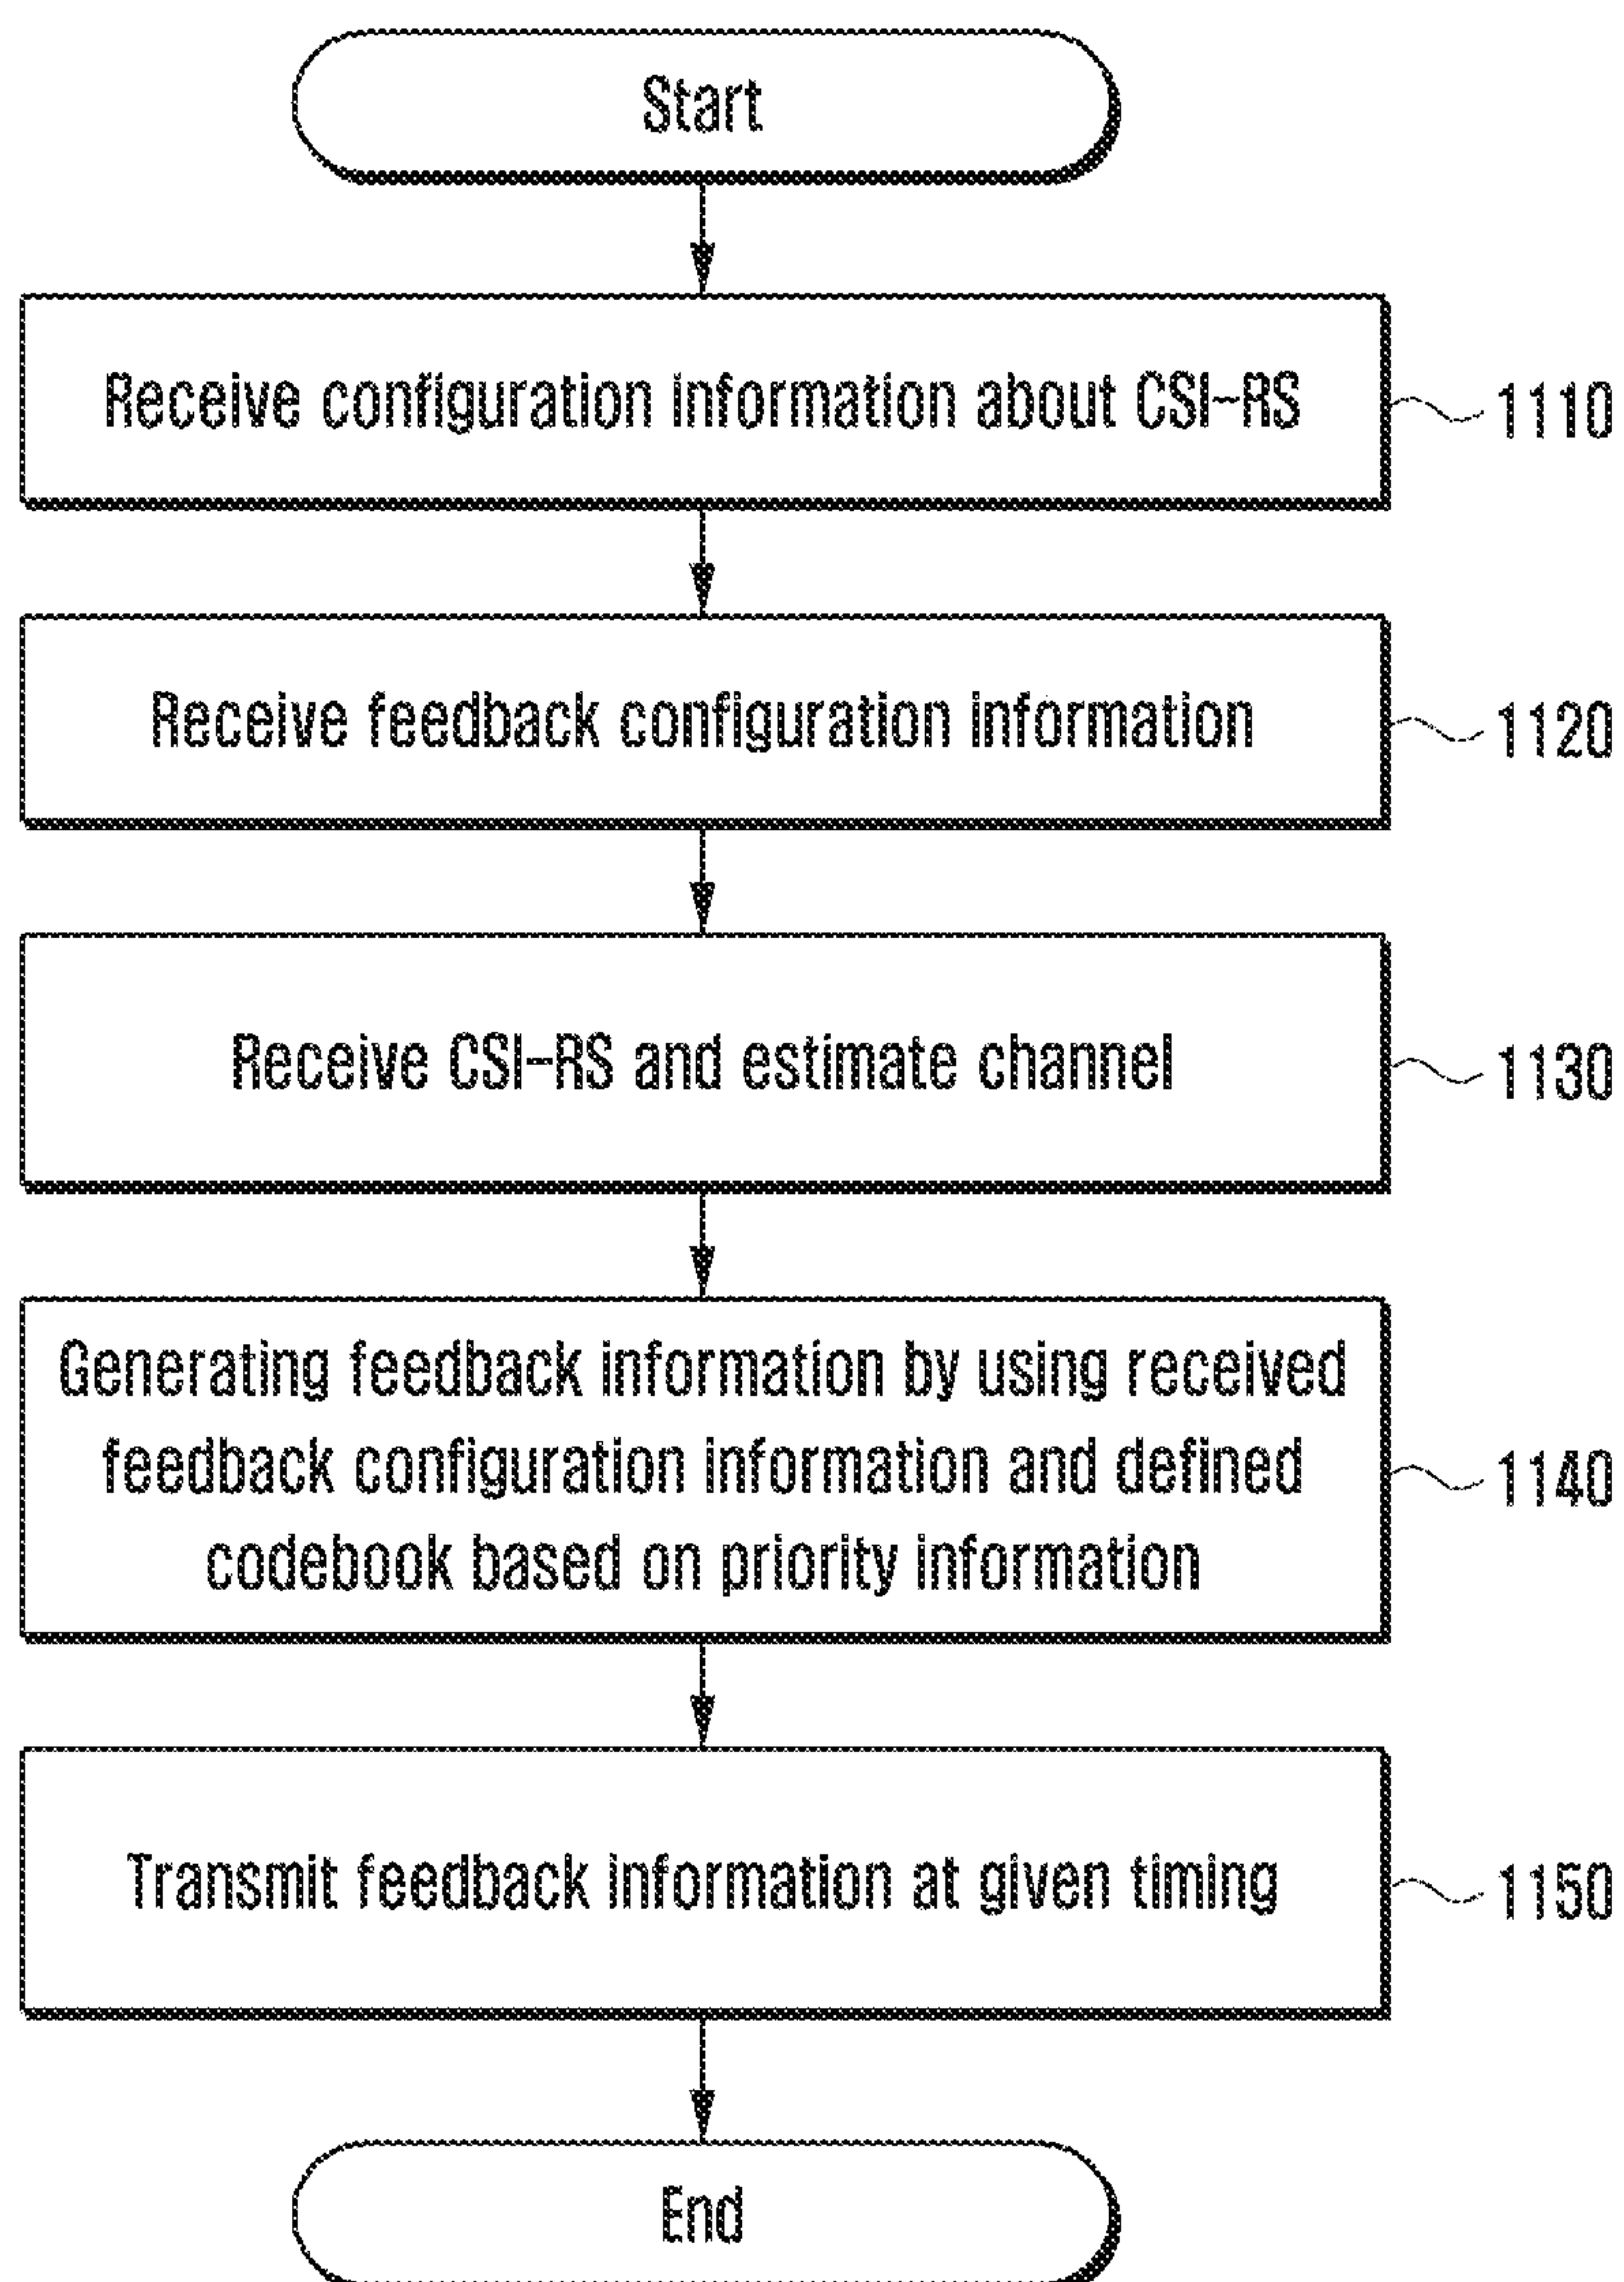 Start
Receive configuration information about CSI-RS
1110
Receive feedback configuration information
1120
Receive CSI-RS and estimate channel
1130
Generating feedback information by using received
feedback configuration information and defined
codebook based on priority information
1140
Transmit feedback information at given timing
1150
End